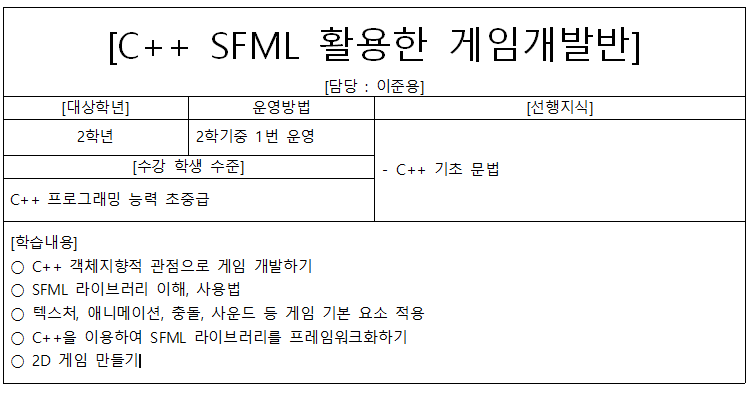 [C++ SFML 활용한 게임개발반]
[담당 : 이준용]
[대상학년]
운영방법
[선행지식]
2학년
2학기중 1번 운영
- C++ 기초 문법
[수강 학생 수준]
C++ 프로그래밍 능력 초중급
[학습내용]
○ C++ 객체지향적 관점으로 게임 개발하기
○ SFML 라이브러리 이해, 사용법
○ 텍스처, 애니메이션, 충돌, 사운드 등 게임 기본 요소 적용
○ C++을 이용하여 SFML 라이브러리를 프레임워크화하기
○ 2D 게임 만들기